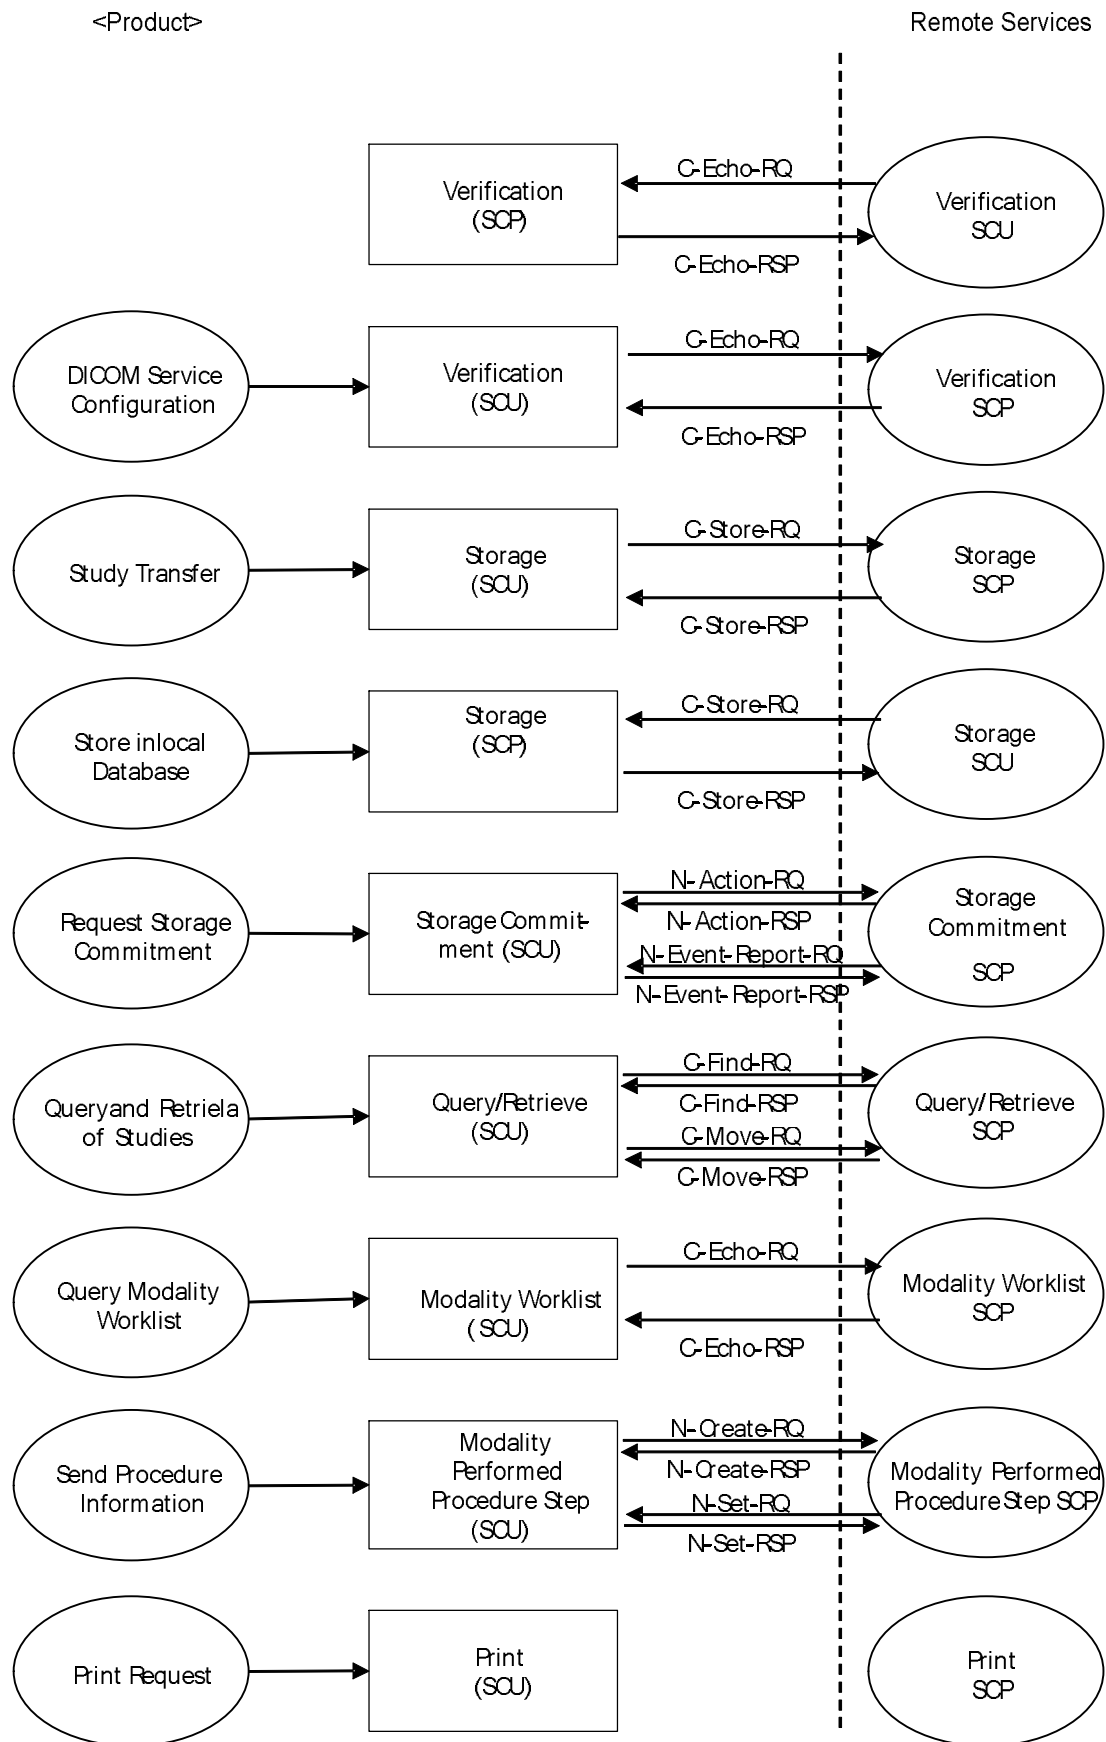 <Product>
Remote Services
Verification
(SCP)
C-Echo-RQ
C-Echo-RSP
Verification
SCU
DICOM Service
Configuration
Verification
(SCU)
C-Echo-RQ
C-Echo-RSP
Verification
SCP
Study Transfer
Storage
(SCU)
C-Store-RQ
C-Store-RSP
Storage
SCP
Store inlocal
Database
Storage
(SCP)
C-Store-RQ
C-Store-RSP
Storage
SCU
Request Storage
Commitment
Storage Commit-
ment (SCU)
N-Action-RQ
N-Action-RSP
N-Event-Report-RQ
N-Event-Report-RSP
Storage
Commitment
SCP
Queryand Retriela
of Studies
Query/Retrieve
(SCU)
C-Find-RQ
C-Find-RSP
C-Move-RQ
C-Move-RSP
Query/Retrieve
SCP
Query Modality
Worklist
Modality Worklist
(SCU)
C-Echo-RQ
C-Echo-RSP
Modality Worklist
SCP
Send Procedure
Information
Modality
Performed
Procedure Step
(SCU)
N-Create-RQ
N-Create-RSP
N-Set-RQ
N-Set-RSP
Modality Performed
Procedure Step SCP
Print Request
Print
(SCU)
Print
SCP